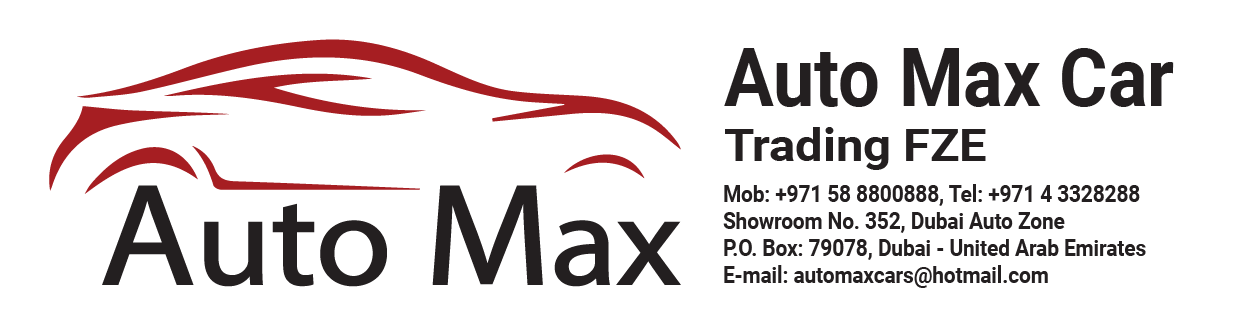 Auto Max
Auto Max Car
Trading FZE
Mob: +971 58 8800888, Tel: +971 4 3328288
Showroom No. 352, Dubai Auto Zone
P.O. Box: 79078, Dubai - United Arab Emirates
E-mail: automaxcars@hotmail.com